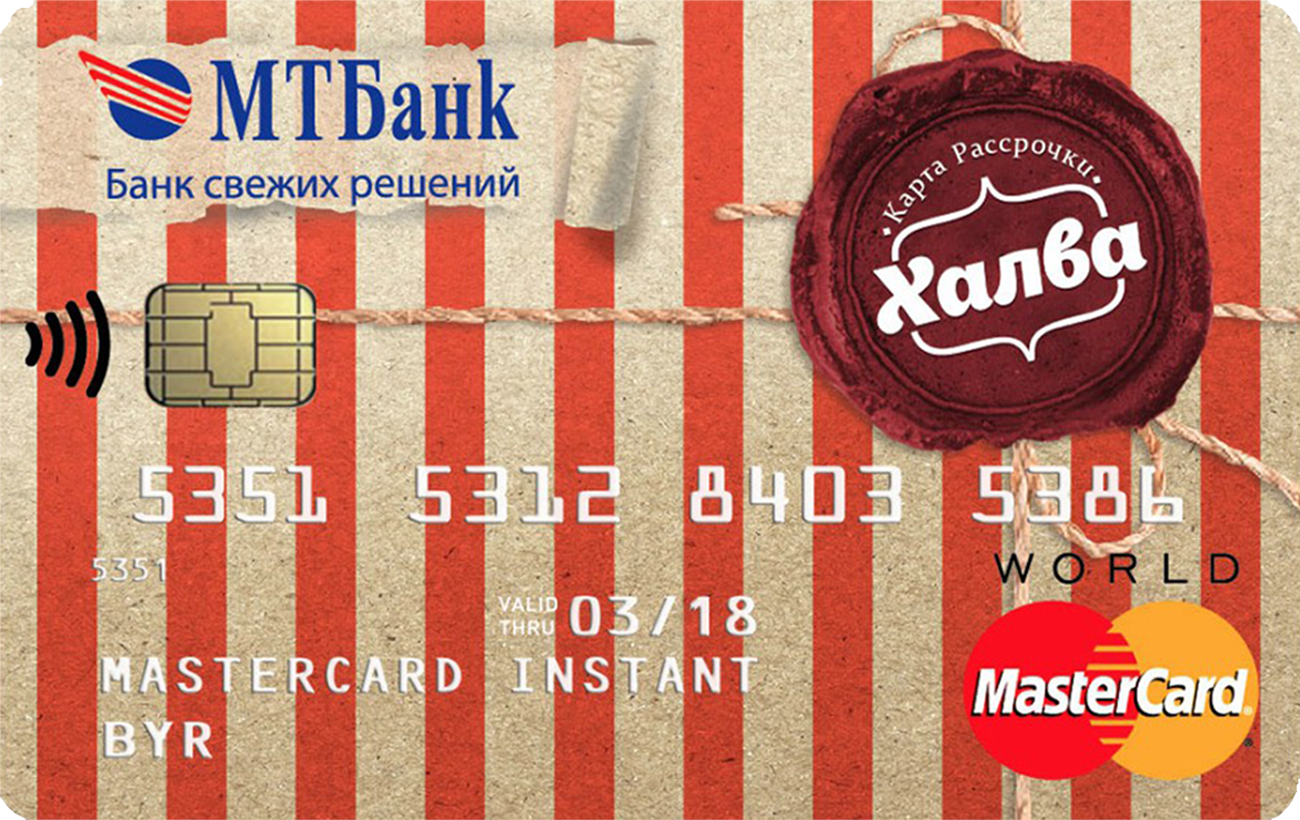 МТБанк
Банк свежих решений
Карта Рассрочки
Халва
5351 5312 8403 5386
5351
WORLD
VALID THRU 03/18
MASTERCARD INSTANT
BYR
MasterCard